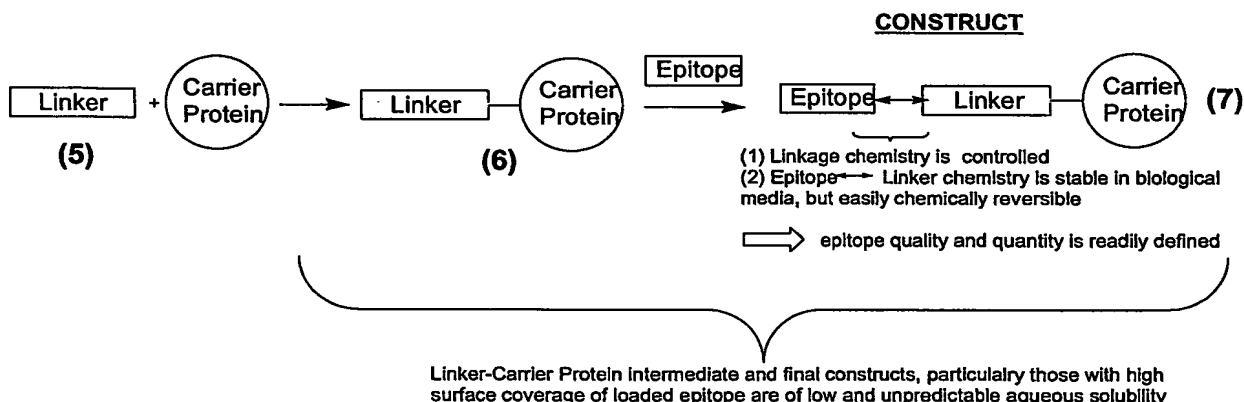 CONSTRUCT
Linker + Carrier Protein Linker Carrier Protein Epitope Epitope Linker Carrier Protein (7)
(5) (6)
(1) Linkage chemistry is controlled
(2) Epitope Linker chemistry is stable in biological
media, but easily chemically reversible
epitope quality and quantity is readily defined
Linker-Carrier Protein intermediate and final constructs, particulalry those with high
surface coverage of loaded epitope are of low and unpredictable aqueous solubility